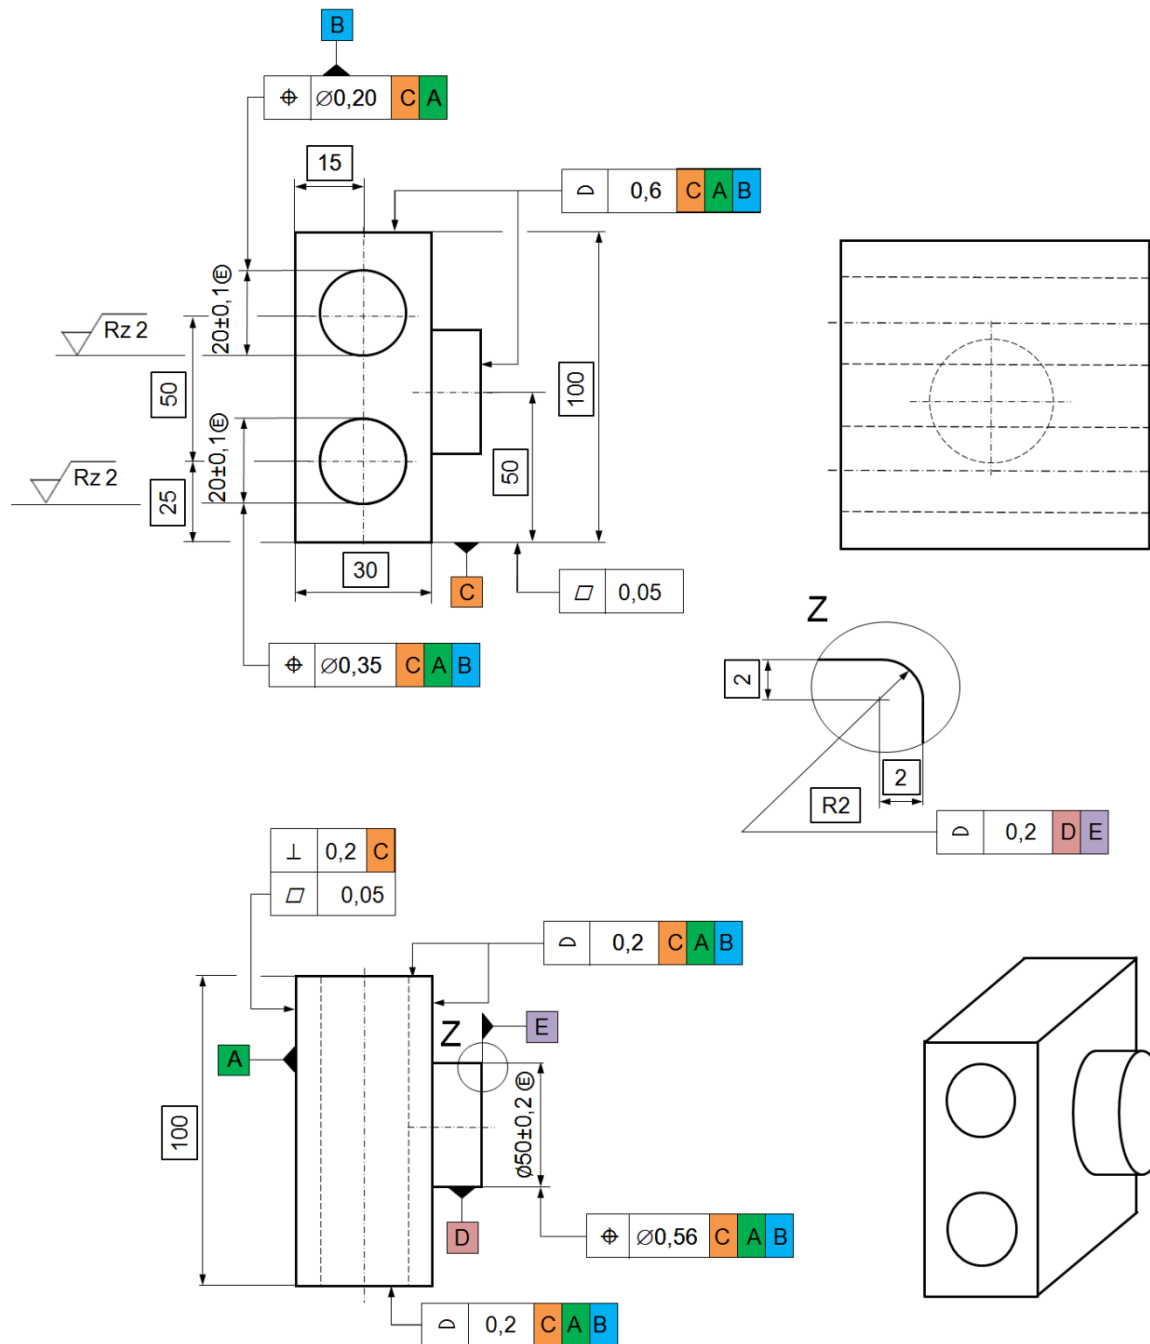 B
⌖ ∅0,20 C A
15
⌓ 0,6 C A B
20±0,1Ⓔ
Rz 2
50
100
20±0,1Ⓔ
Rz 2
50
25
30
C
⏥ 0,05
⌖ ∅0,35 C A B
Z
2
2
R2
⌓ 0,2 D E
⊥ 0,2 C
⏥ 0,05
⌓ 0,2 C A B
Z
E
A
100
Ø50±0,2 Ⓔ
D
⌖ ∅0,56 C A B
⌓ 0,2 C A B